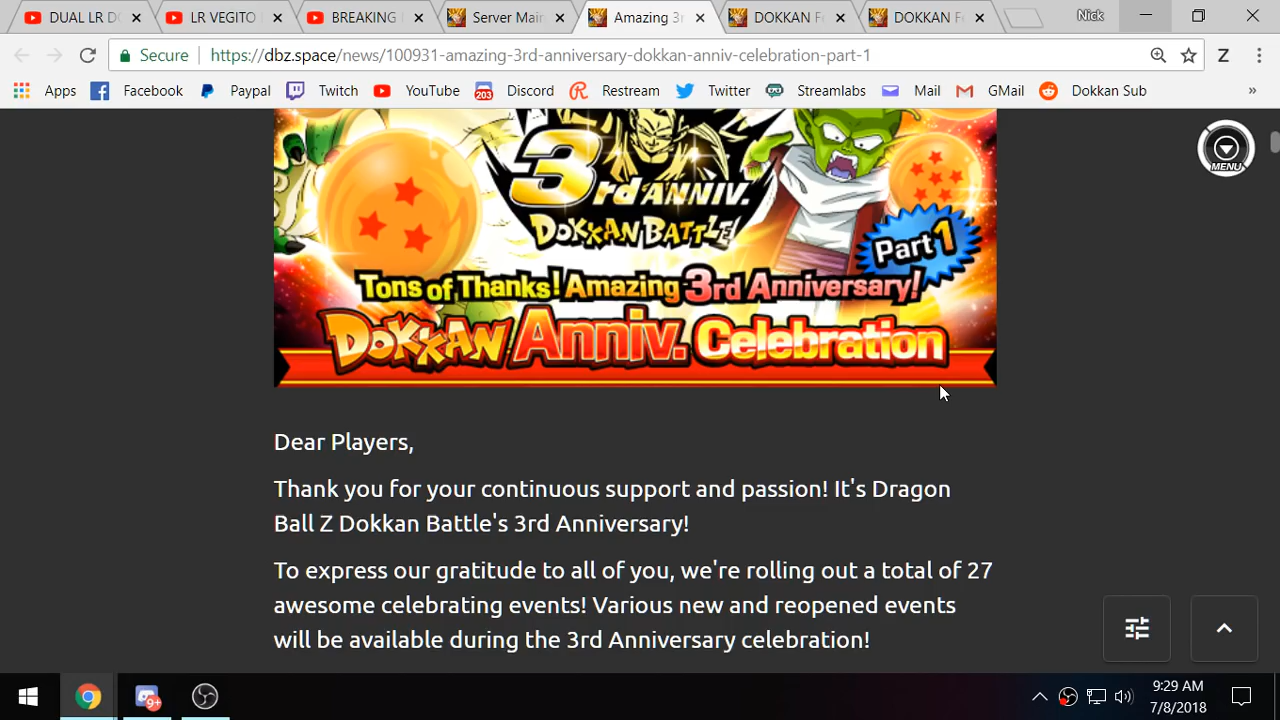 DUAL LR DO
LR VEGITO
BREAKING
Server Main
Amazing 3r
DOKKAN F
DOKKAN F
Nick
Secure
https://dbz.space/news/100931-amazing-3rd-anniversary-dokkan-anniv-celebration-part-1
Z
Apps
Facebook
Paypal
Twitch
YouTube
203
Discord
Restream
Twitter
Streamlabs
Mail
GMail
Dokkan Sub
»
MENU
3rd ANNIV.
DOKKAN BATTLE
Part 1
Tons of Thanks! Amazing 3rd Anniversary!
DOKKAN Anniv. Celebration
Dear Players,
Thank you for your continuous support and passion! It's Dragon
Ball Z Dokkan Battle's 3rd Anniversary!
To express our gratitude to all of you, we're rolling out a total of 27
awesome celebrating events! Various new and reopened events
will be available during the 3rd Anniversary celebration!
9+
9:29 AM
7/8/2018